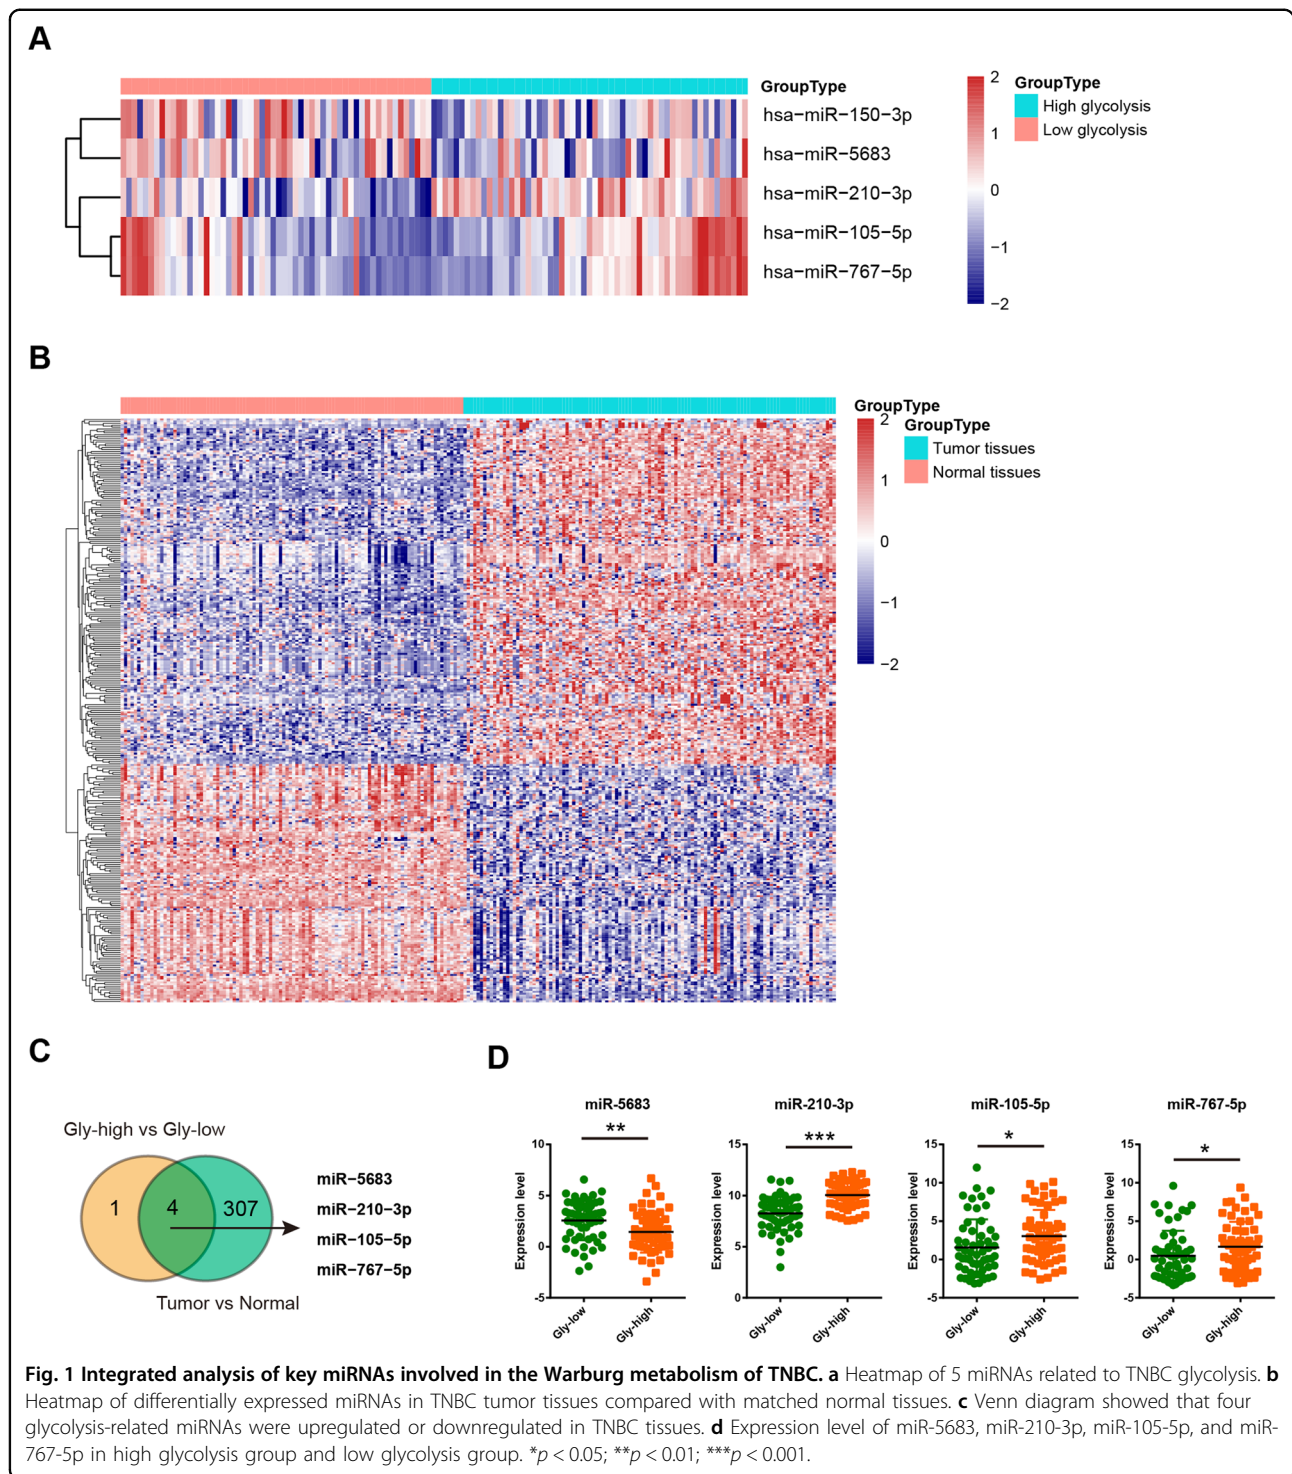 A
GroupType
hsa−miR−150−3p
hsa−miR−5683
hsa−miR−210−3p
hsa−miR−105−5p
hsa−miR−767−5p
2
1
0
−1
−2
GroupType
High glycolysis
Low glycolysis
B
GroupType
2
1
0
−1
−2
GroupType
Tumor tissues
Normal tissues
C
Gly-high vs Gly-low
1
4
307
Tumor vs Normal
miR−5683
miR−210−3p
miR−105−5p
miR−767−5p
D
miR-5683
**
Expression level
10
5
0
-5
Gly-low
Gly-high
miR-210-3p
***
Expression level
15
10
5
0
Gly-low
Gly-high
miR-105-5p
*
Expression level
15
10
5
0
-5
Gly-low
Gly-high
miR-767-5p
*
Expression level
15
10
5
0
-5
Gly-low
Gly-high
Fig. 1 Integrated analysis of key miRNAs involved in the Warburg metabolism of TNBC. a Heatmap of 5 miRNAs related to TNBC glycolysis. b
Heatmap of differentially expressed miRNAs in TNBC tumor tissues compared with matched normal tissues. c Venn diagram showed that four
glycolysis-related miRNAs were upregulated or downregulated in TNBC tissues. d Expression level of miR-5683, miR-210-3p, miR-105-5p, and miR-
767-5p in high glycolysis group and low glycolysis group. *p < 0.05; **p < 0.01; ***p < 0.001.